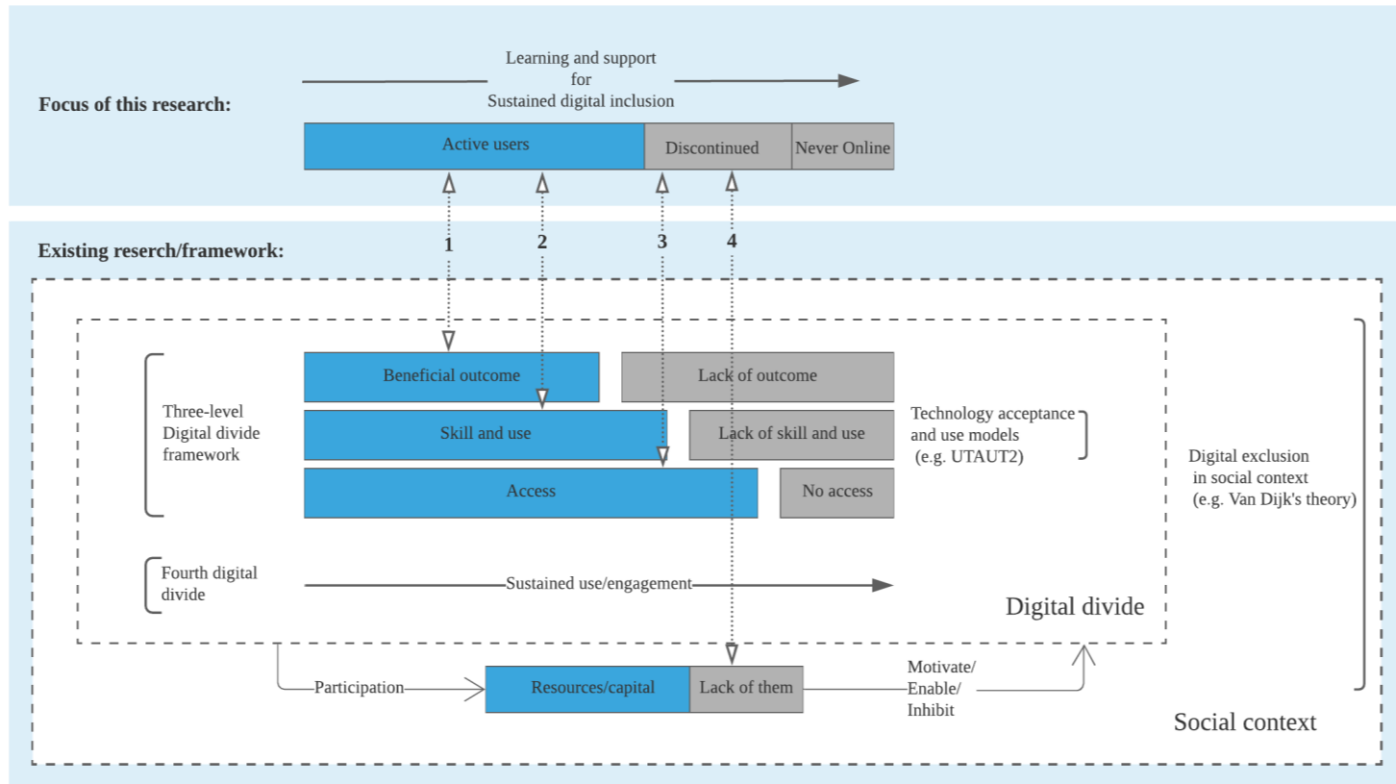 Learning and support
for
Sustained digital inclusion
Focus of this research:
Active users
Discontinued
Never Online
1
2
3
4
Existing reserch/framework:
Three-level
Digital divide
framework
Beneficial outcome
Lack of outcome
Skill and use
Lack of skill and use
Access
No access
Technology acceptance
and use models
(e.g. UTAUT2)
Digital exclusion
in social context
(e.g. Van Dijk's theory)
Fourth digital
divide
Sustained use/engagement
Digital divide
Participation
Resources/capital
Lack of them
Motivate/
Enable/
Inhibit
Social context